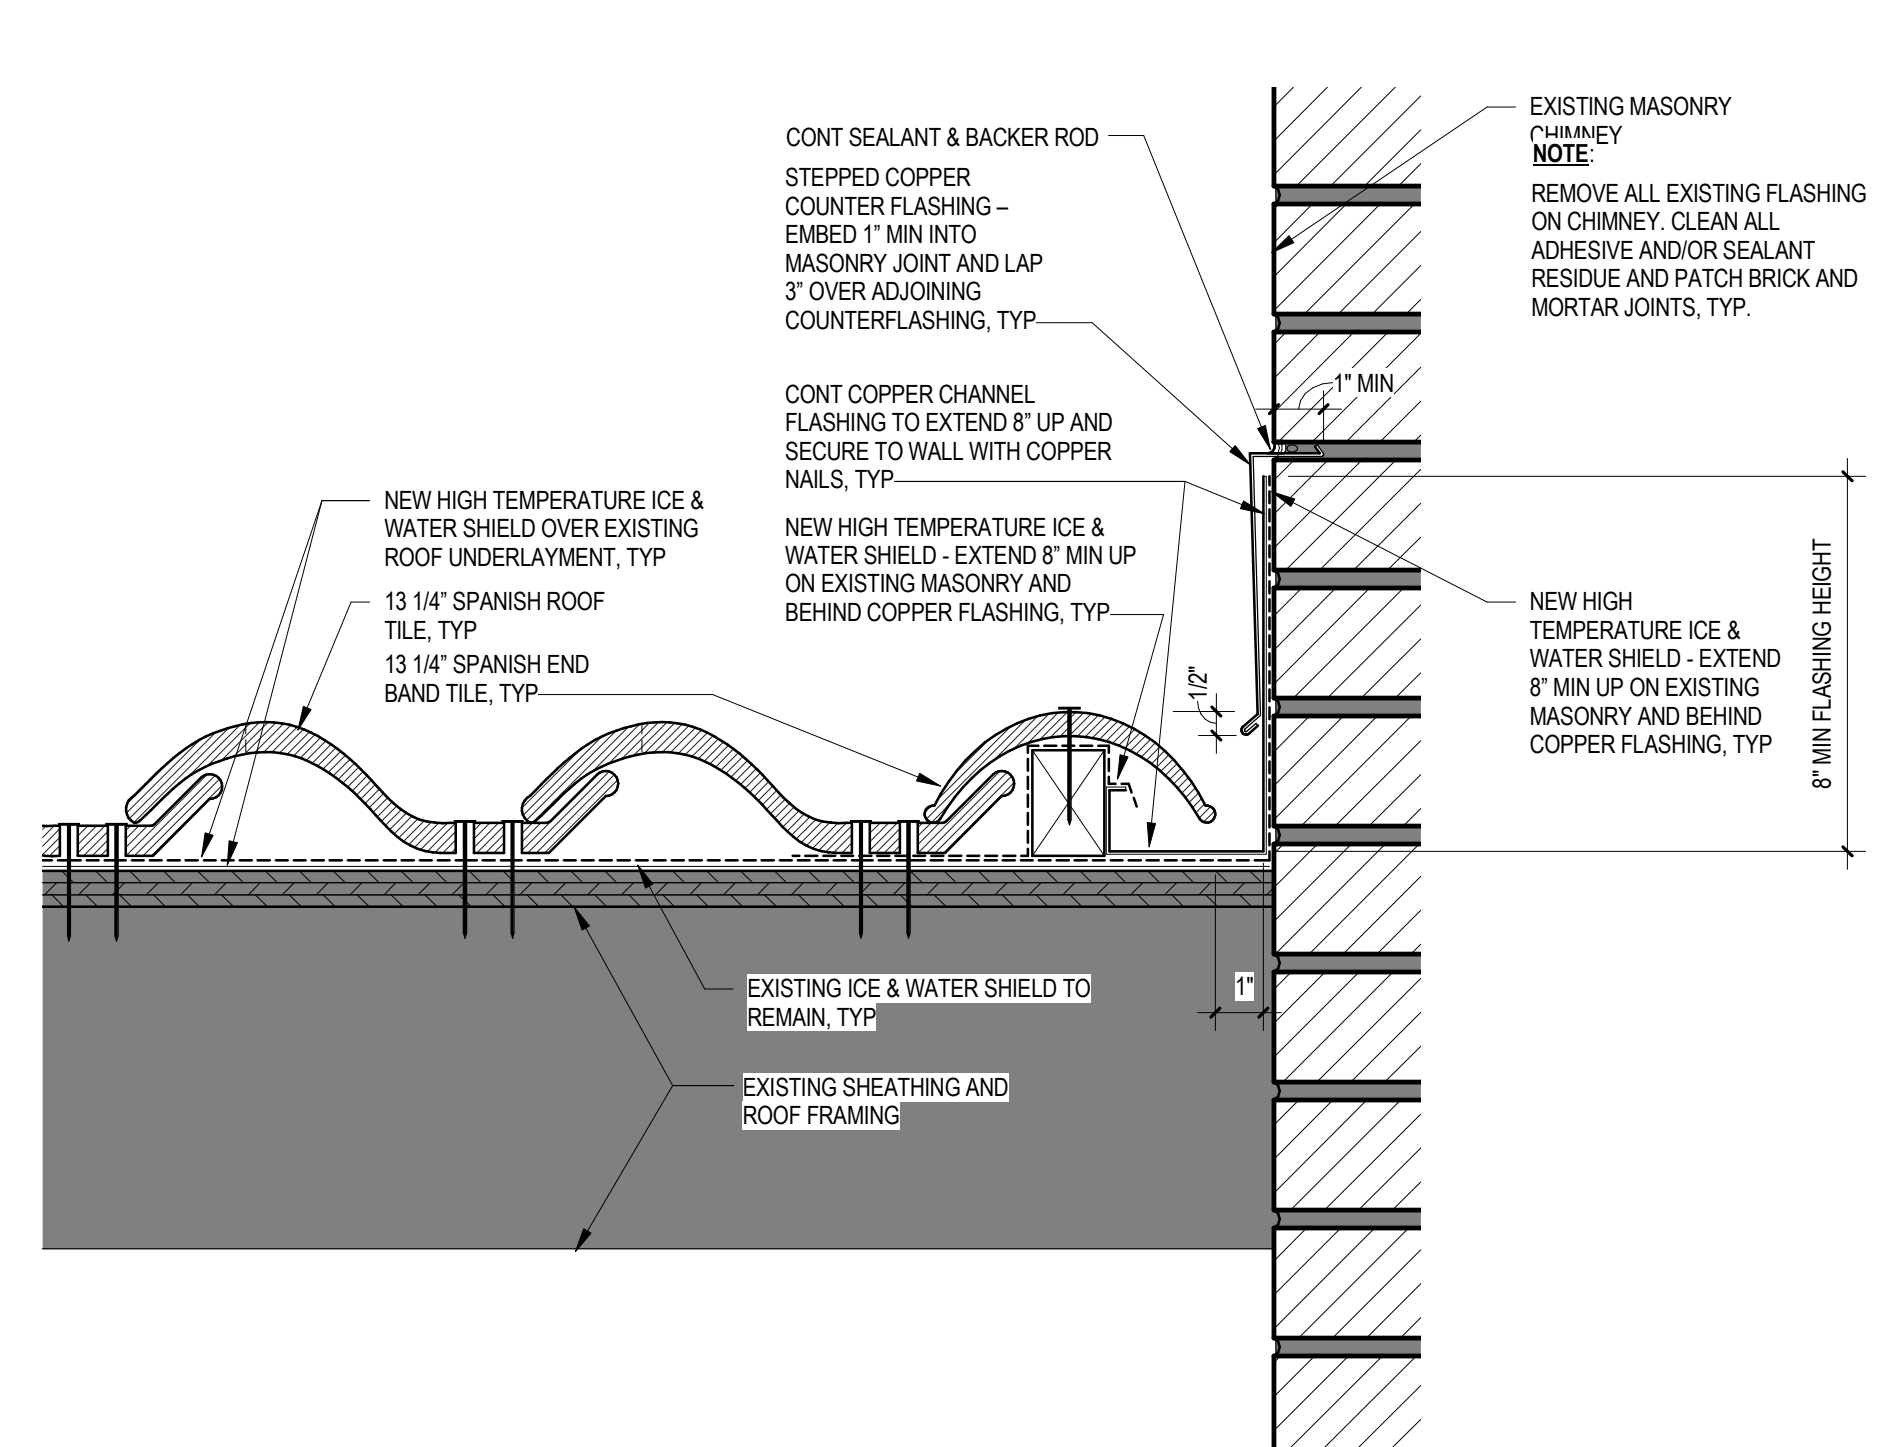 CONT SEALANT & BACKER ROD
STEPPED COPPER
COUNTER FLASHING –
EMBED 1” MIN INTO
MASONRY JOINT AND LAP
3” OVER ADJOINING
COUNTERFLASHING, TYP
CONT COPPER CHANNEL
FLASHING TO EXTEND 8” UP AND
SECURE TO WALL WITH COPPER
NAILS, TYP
NEW HIGH TEMPERATURE ICE &
WATER SHIELD - EXTEND 8” MIN UP
ON EXISTING MASONRY AND
BEHIND COPPER FLASHING, TYP
NEW HIGH TEMPERATURE ICE &
WATER SHIELD OVER EXISTING
ROOF UNDERLAYMENT, TYP
13 1/4” SPANISH ROOF
TILE, TYP
13 1/4” SPANISH END
BAND TILE, TYP
EXISTING MASONRY
CHIMNEY
NOTE:
REMOVE ALL EXISTING FLASHING
ON CHIMNEY. CLEAN ALL
ADHESIVE AND/OR SEALANT
RESIDUE AND PATCH BRICK AND
MORTAR JOINTS, TYP.
1" MIN
NEW HIGH
TEMPERATURE ICE &
WATER SHIELD - EXTEND
8” MIN UP ON EXISTING
MASONRY AND BEHIND
COPPER FLASHING, TYP
8" MIN FLASHING HEIGHT
1/2"
1"
EXISTING ICE & WATER SHIELD TO
REMAIN, TYP
EXISTING SHEATHING AND
ROOF FRAMING